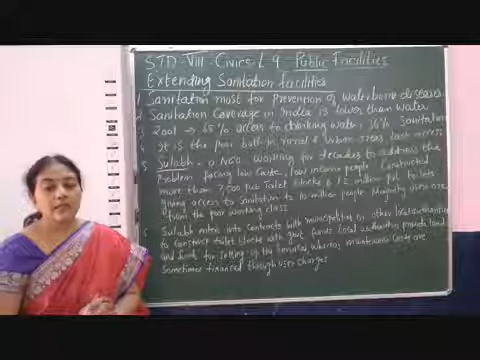 STD - VIII - Civics - L 9 Public Facilities
Extending Sanitation facilities
1 Sanitation must for prevention of waterborne diseases
2 Sanitation Coverage in India is lower than water
3 2001 → 68% access to drinking water, 36% Sanitation
4 It is the poor both in rural & urban areas lack access
5 Sulabh - a NGO working for decades to address the
Problem facing low caste, low income people. Constructed
more than 7,500 pub Toilet blocks & 1.2 million pvt toilets
giving access to sanitation to 10 million people. Majority users are
from the poor working class
6 Sulabh enters into contracts with municipalities or other local authorities
to Construct toilet blocks with govt funds. Local authorities provide land
and funds for setting up the services whereas maintenance costs are
Sometimes financed through user charges